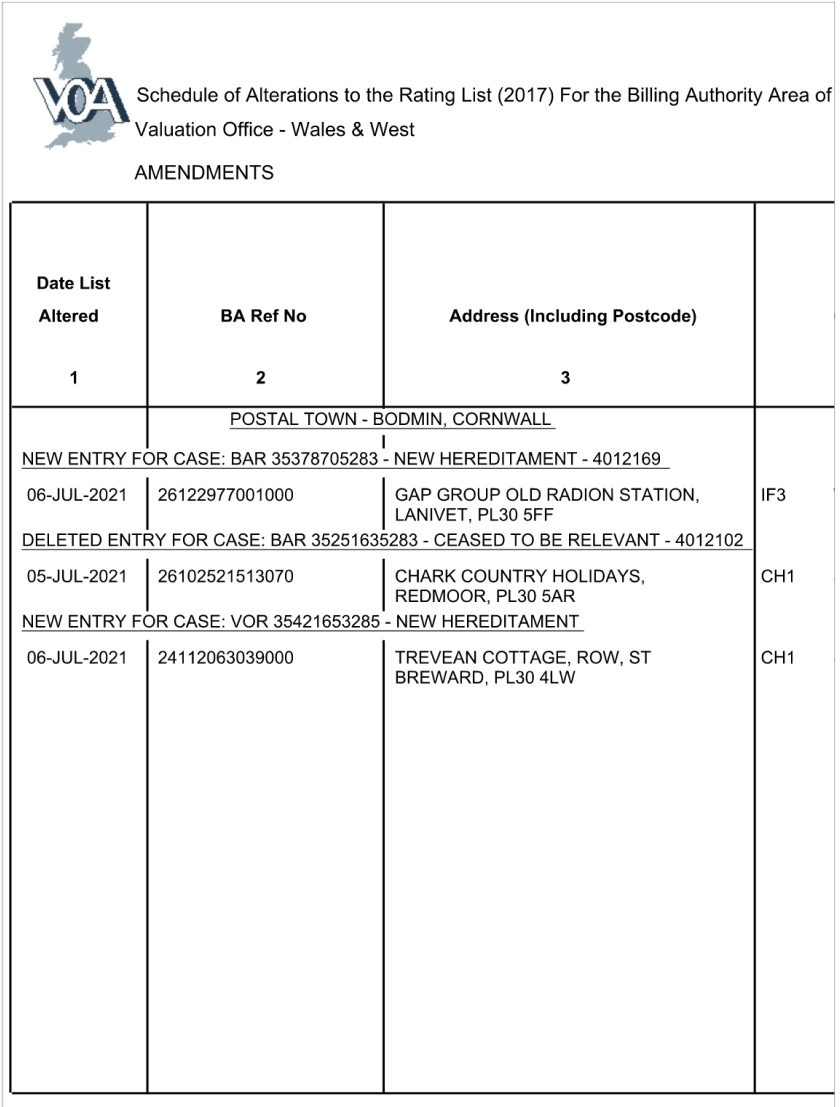 VOA
Schedule of Alterations to the Rating List (2017) For the Billing Authority Area of
Valuation Office - Wales & West
AMENDMENTS
Date List
Altered
BA Ref No
Address (Including Postcode)
1
2
3
POSTAL TOWN - BODMIN, CORNWALL
NEW ENTRY FOR CASE: BAR 35378705283 - NEW HEREDITAMENT - 4012169
06-JUL-2021 26122977001000 GAP GROUP OLD RADION STATION, IF3
LANIVET, PL30 5FF
DELETED ENTRY FOR CASE: BAR 35251635283 - CEASED TO BE RELEVANT - 4012102
05-JUL-2021 26102521513070 CHARK COUNTRY HOLIDAYS, CH1
REDMOOR, PL30 5AR
NEW ENTRY FOR CASE: VOR 35421653285 - NEW HEREDITAMENT
06-JUL-2021 24112063039000 TREVEAN COTTAGE, ROW, ST CH1
BREWARD, PL30 4LW